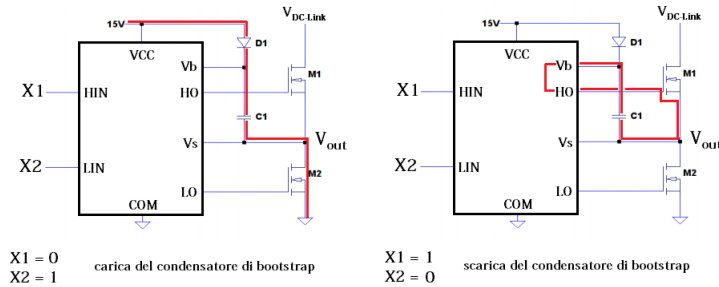 15V
V DC-Link
D1
VCC
Vb
M1
X1
HIN
HO
C1
Vs
Vout
X2
LIN
M2
LO
COM
X1 = 0
X2 = 1
carica del condensatore di bootstrap
15V
V DC-Link
D1
VCC
Vb
M1
X1
HIN
HO
C1
Vs
Vout
X2
LIN
M2
LO
COM
X1 = 1
X2 = 0
scarica del condensatore di bootstrap